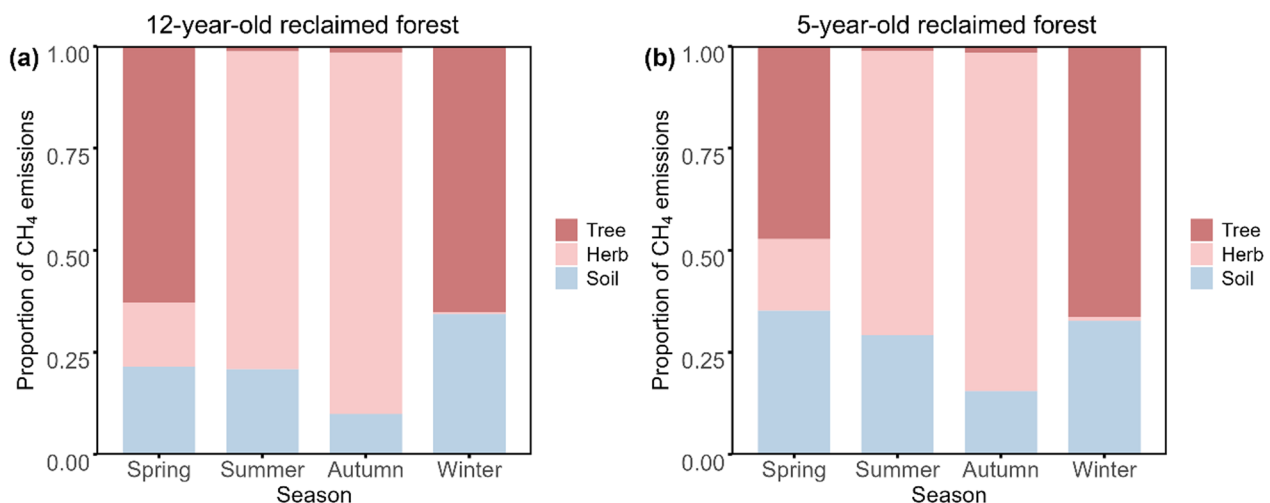 12-year-old reclaimed forest
(a)
1.00
0.75
0.50
0.25
0.00
Proportion of CH₄ emissions
Spring Summer Autumn Winter
Season
Tree
Herb
Soil
5-year-old reclaimed forest
(b)
1.00
0.75
0.50
0.25
0.00
Proportion of CH₄ emissions
Spring Summer Autumn Winter
Season
Tree
Herb
Soil